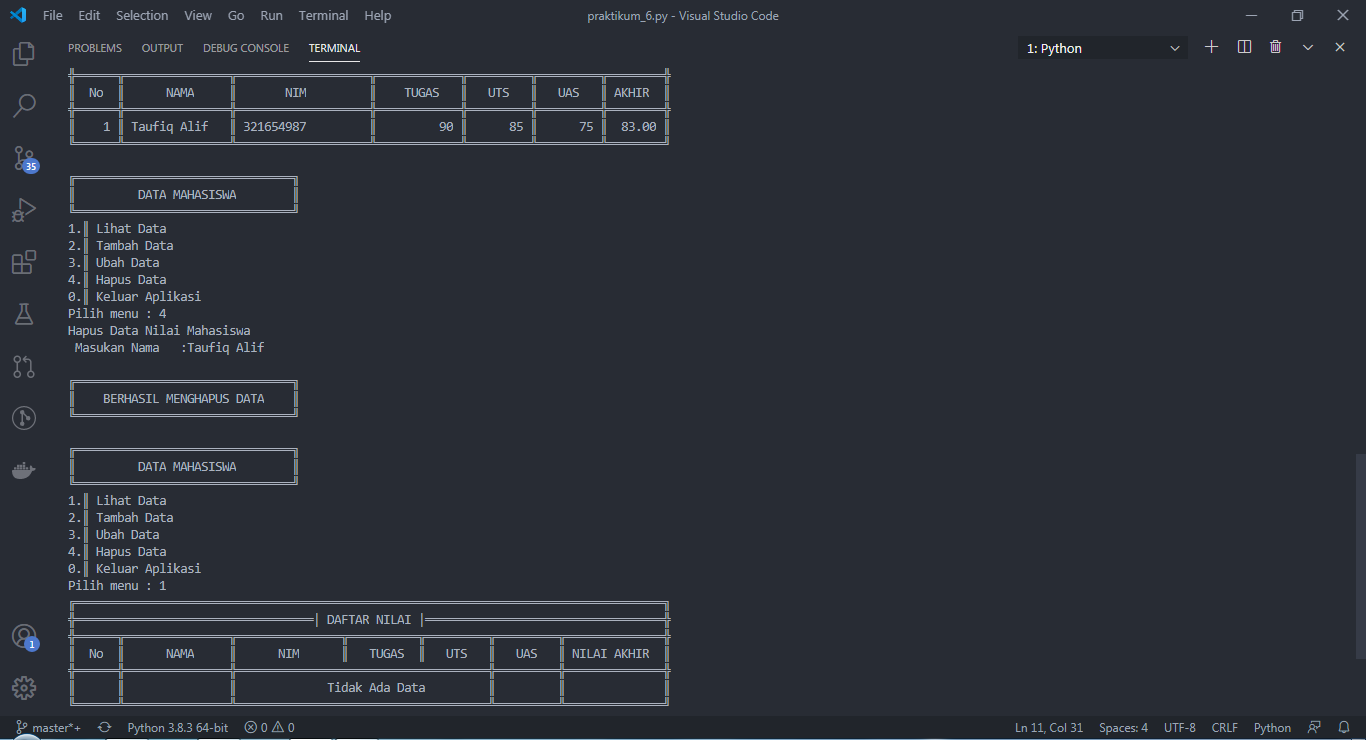 File Edit Selection View Go Run Terminal Help praktikum_6.py - Visual Studio Code
PROBLEMS OUTPUT DEBUG CONSOLE TERMINAL 1: Python
No NAMA NIM TUGAS UTS UAS AKHIR
1 Taufiq Alif 321654987 90 85 75 83.00
DATA MAHASISWA
1.║ Lihat Data
2.║ Tambah Data
3.║ Ubah Data
4.║ Hapus Data
0.║ Keluar Aplikasi
Pilih menu : 4
Hapus Data Nilai Mahasiswa
Masukan Nama :Taufiq Alif
BERHASIL MENGHAPUS DATA
DATA MAHASISWA
1.║ Lihat Data
2.║ Tambah Data
3.║ Ubah Data
4.║ Hapus Data
0.║ Keluar Aplikasi
Pilih menu : 1
| DAFTAR NILAI |
No NAMA NIM TUGAS UTS UAS NILAI AKHIR
Tidak Ada Data
35
1
master*+ Python 3.8.3 64-bit 0 0 Ln 11, Col 31 Spaces: 4 UTF-8 CRLF Python